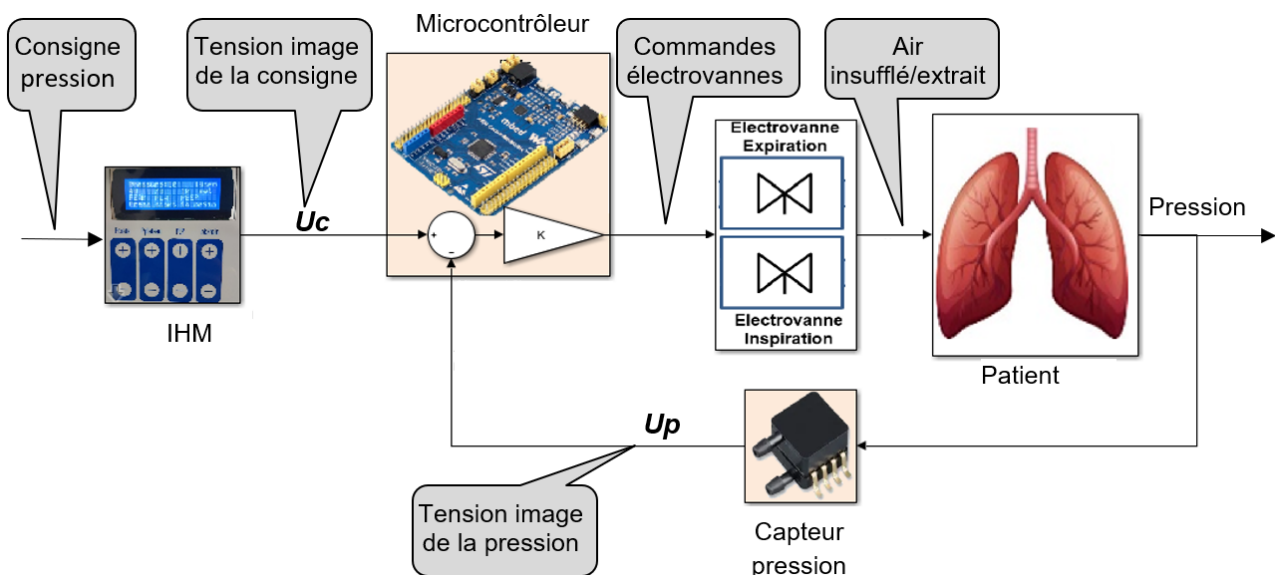 Microcontrôleur
Consigne
pression
Tension image
de la consigne
Commandes
électrovannes
Air
insufflé/extrait
mbed
Electrovanne
Expiration
Uc
+
-
K
Pression
Electrovanne
Inspiration
IHM
Patient
Up
Tension image
de la pression
Capteur
pression